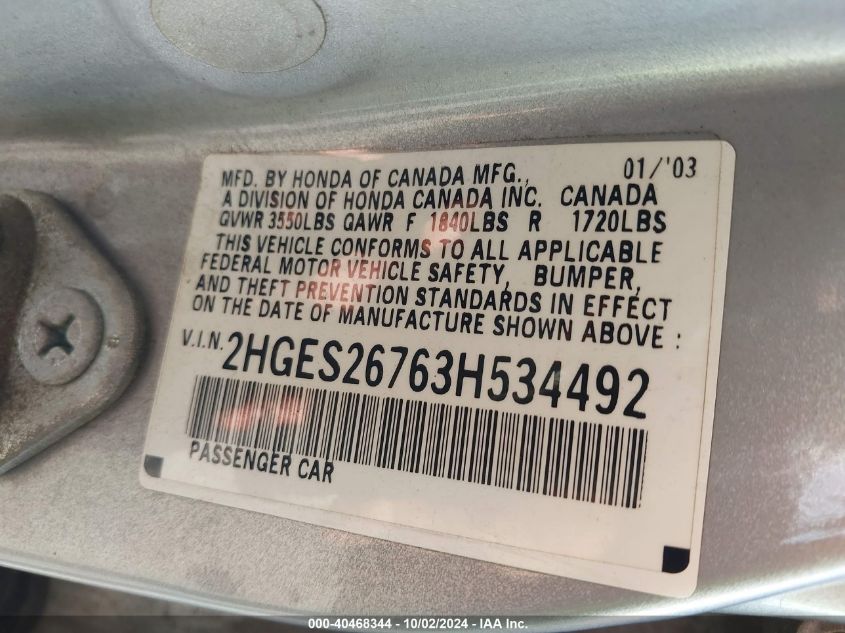 MFD. BY HONDA OF CANADA MFG., 01/'03
A DIVISION OF HONDA CANADA INC. CANADA
GVWR 3550LBS GAWR F 1840LBS R 1720LBS
THIS VEHICLE CONFORMS TO ALL APPLICABLE
FEDERAL MOTOR VEHICLE SAFETY, BUMPER,
AND THEFT PREVENTION STANDARDS IN EFFECT
ON THE DATE OF MANUFACTURE SHOWN ABOVE :
V.I.N. 2HGES26763H534492
PASSENGER CAR
000-40468344 - 10/02/2024 - IAA Inc.